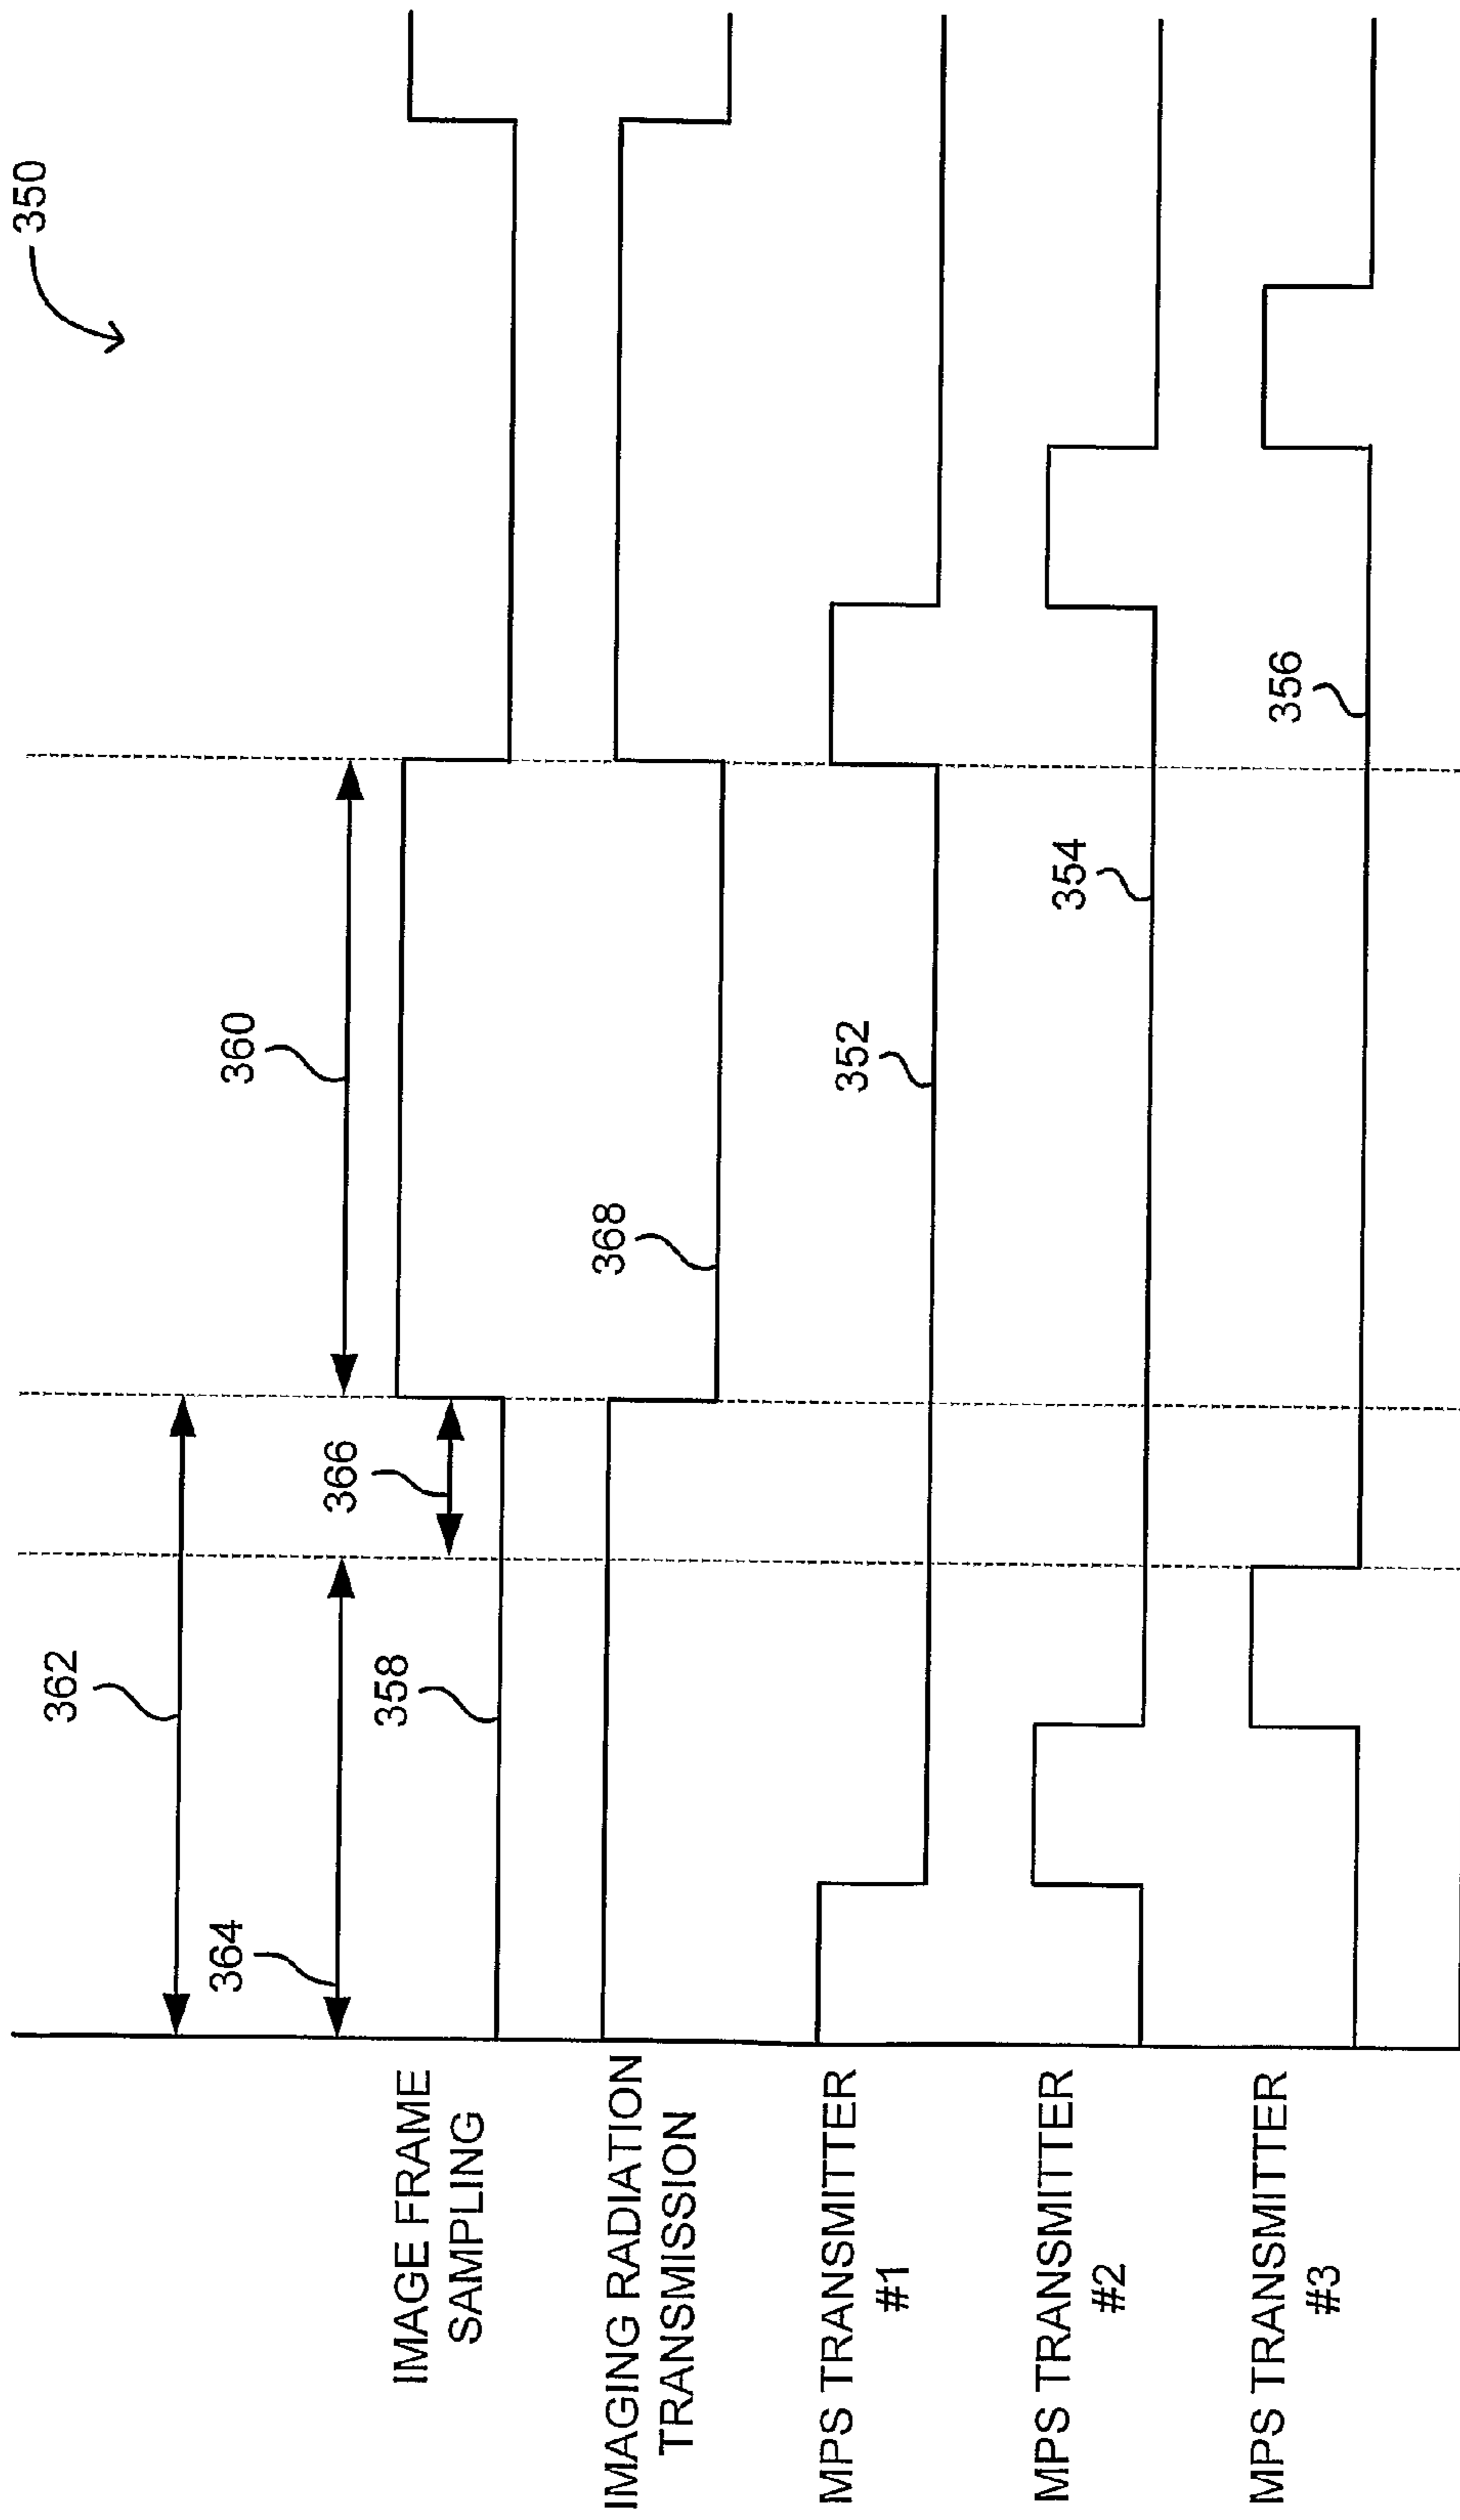 350
362
364
360
366
358
IMAGE FRAME
SAMPLING
368
IMAGING RADIATION
TRANSMISSION
352
MPS TRANSMITTER
#1
354
MPS TRANSMITTER
#2
356
MPS TRANSMITTER
#3